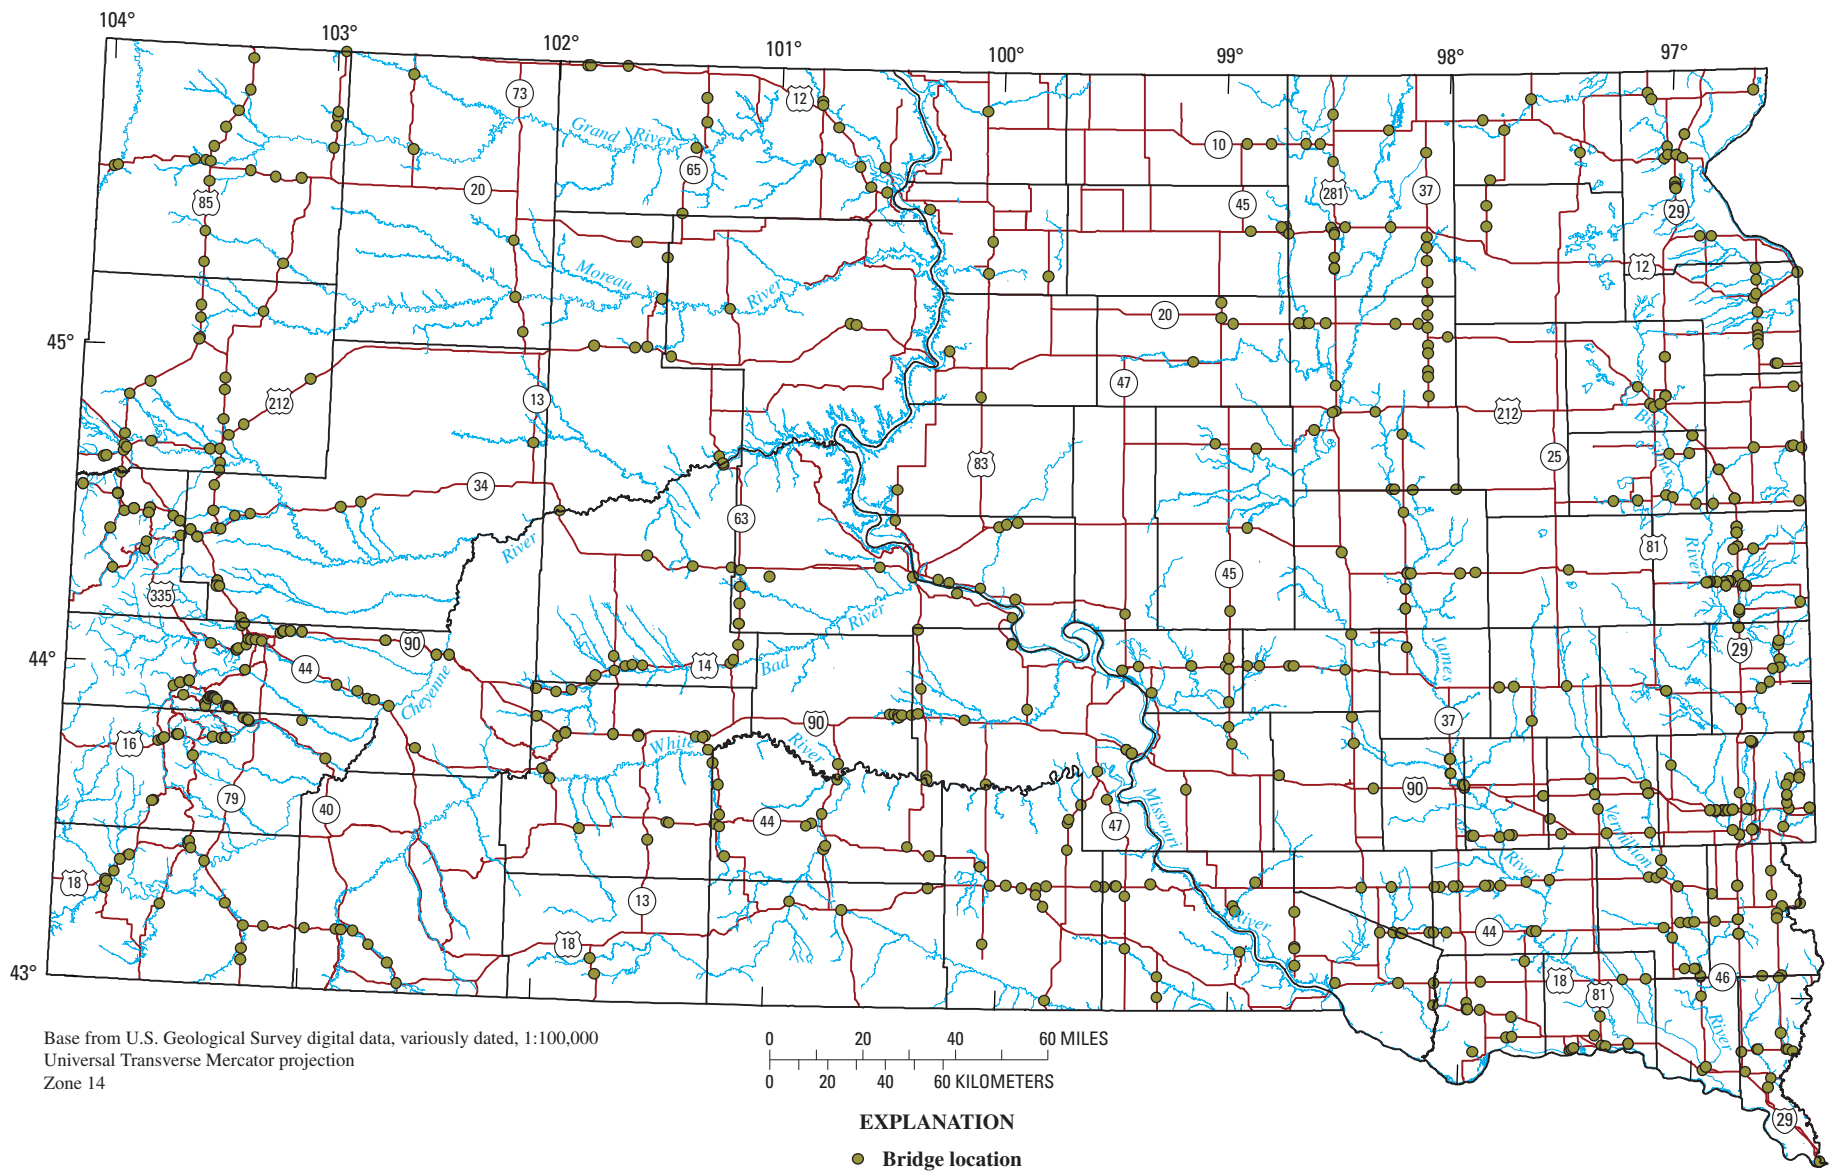 104°
103°
102°
101°
100°
99°
98°
97°
73
12
Grand River
65
10
20
85
45
281
37
29
Moreau
River
12
20
45°
212
13
47
212
83
25
Big Sioux
34
63
River
81
River
335
45
River
James
90
14
Bad
29
44°
44
Cheyenne
90
37
16
White
River
79
40
44
47
Missouri
90
Vermillion
River
18
13
River
44
18
18
81
46
43°
River
29
Base from U.S. Geological Survey digital data, variously dated, 1:100,000
Universal Transverse Mercator projection
Zone 14
0 20 40 60 MILES
0 20 40 60 KILOMETERS
EXPLANATION
Bridge location